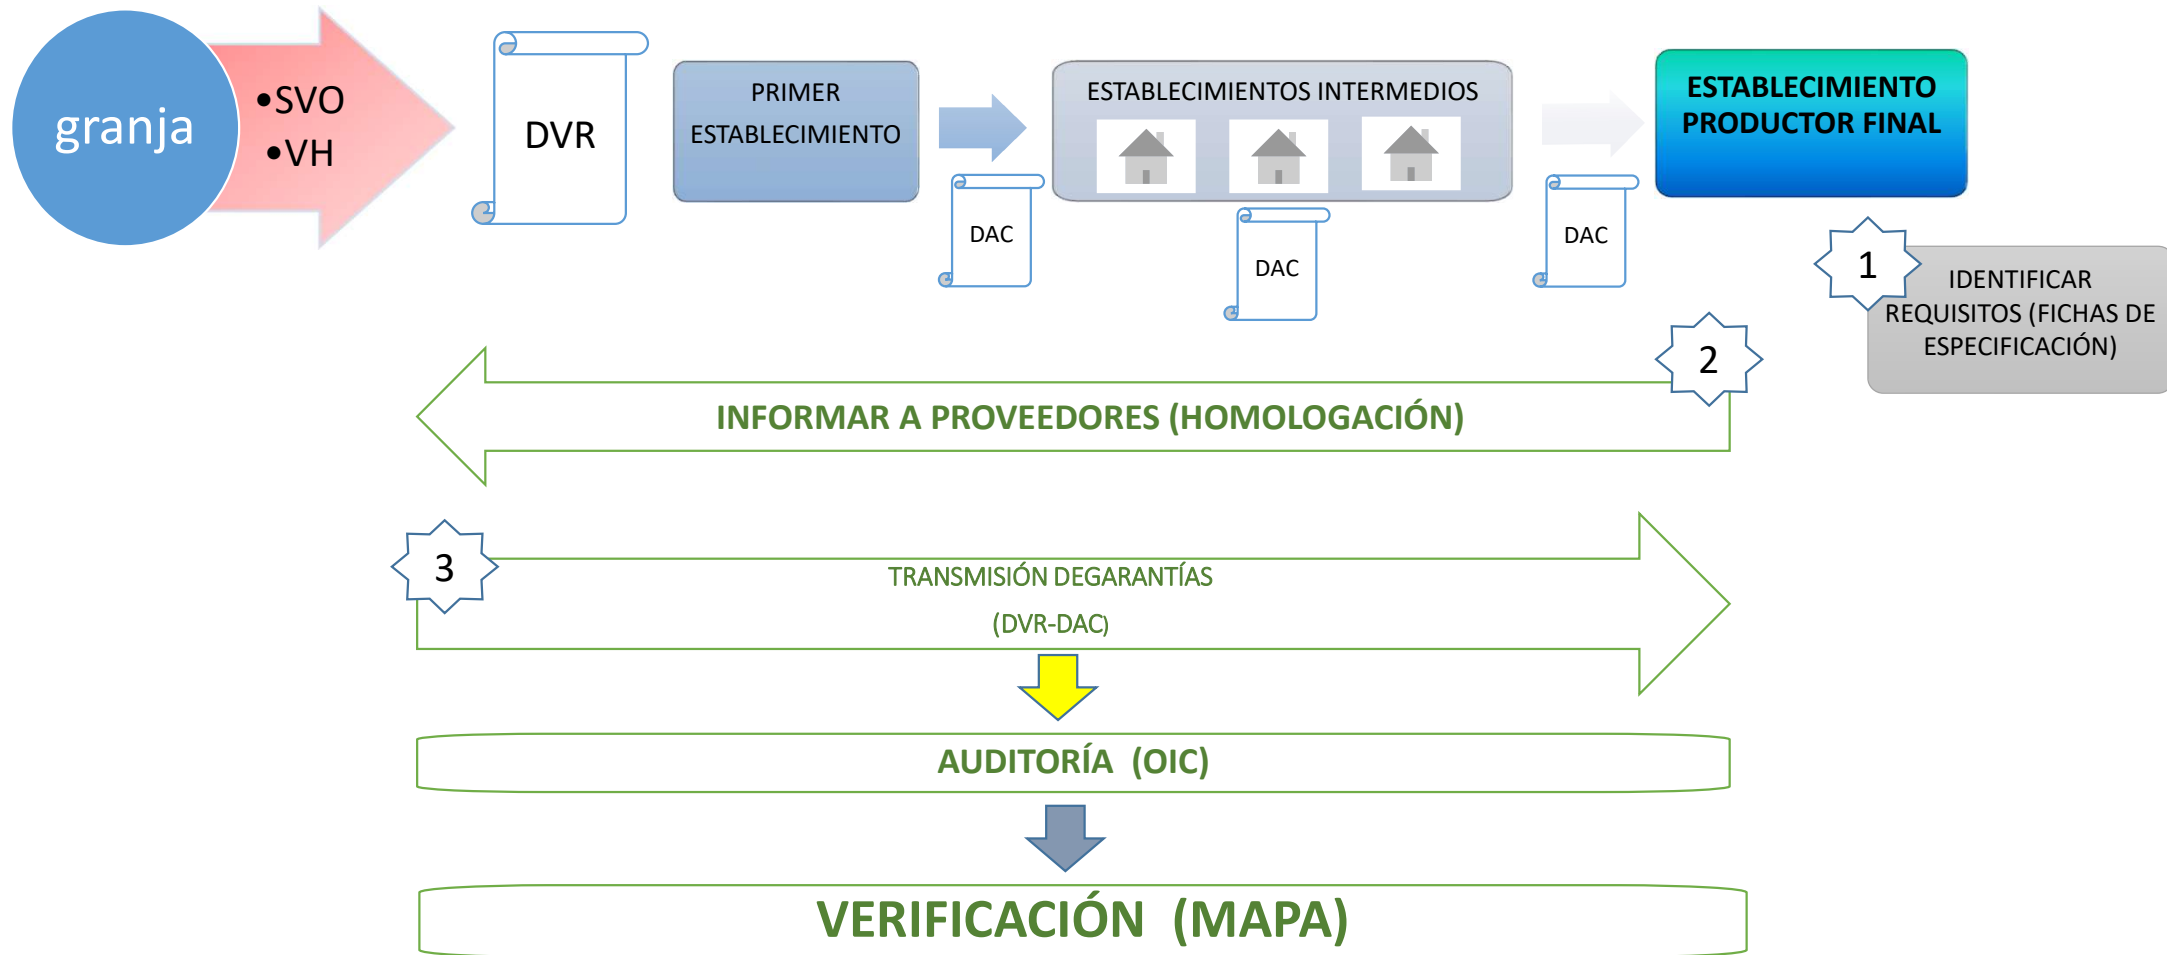 granja
•SVO
•VH
DVR
PRIMER
ESTABLECIMIENTO
DAC
ESTABLECIMIENTOS INTERMEDIOS
DAC
DAC
ESTABLECIMIENTO
PRODUCTOR FINAL
1
IDENTIFICAR
REQUISITOS (FICHAS DE
ESPECIFICACIÓN)
2
INFORMAR A PROVEEDORES (HOMOLOGACIÓN)
3
TRANSMISIÓN DEGARANTÍAS
(DVR-DAC)
AUDITORÍA (OIC)
VERIFICACIÓN (MAPA)